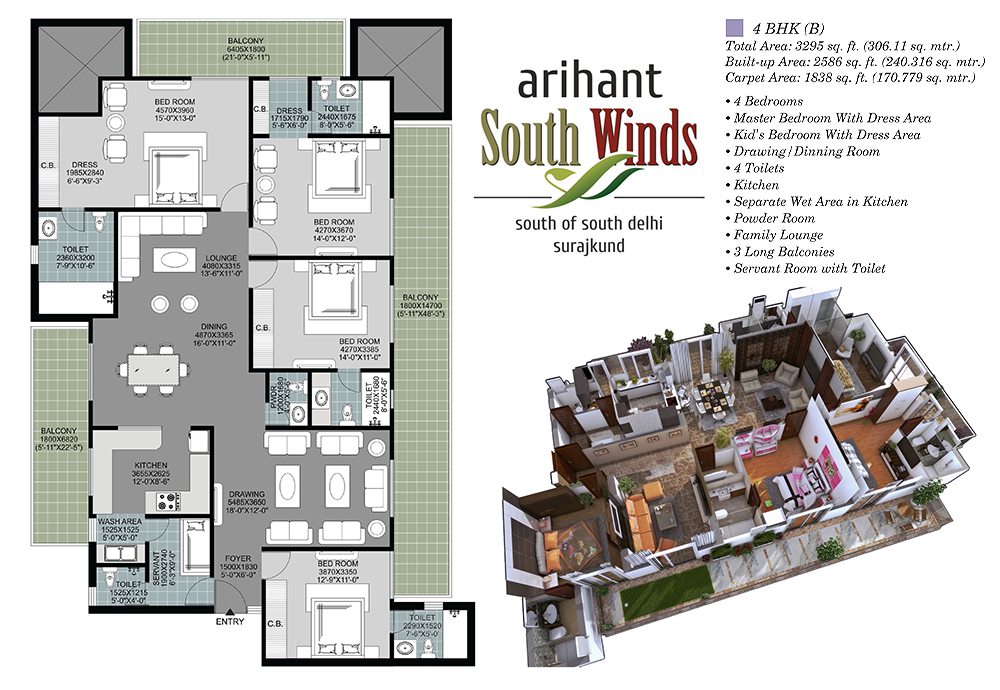 BALCONY
6405X1800
(21'-0"X5'-11")
BED ROOM
4570X3960
15'-0"X13'-0"
C.B.
DRESS
1715X1790
5'-6"X6'-0"
TOILET
2440X1675
8'-0"X5'-6"
C.B.
DRESS
1985X2840
6'-6"X9'-3"
BED ROOM
4270X3670
14'-0"X12'-0"
TOILET
2360X3200
7'-9"X10'-6"
LOUNGE
4080X3315
13'-6"X11'-0"
BALCONY
1800X14700
(5'-11"X48'-3")
DINING
4870X3365
16'-0"X11'-0"
C.B.
BED ROOM
4270X3385
14'-0"X11'-0"
PWDR.
1200X1680
4'-0"X5'-6"
TOILET
2440X1680
8'-0"X5'-6"
BALCONY
1800X6820
(5'-11"X22'-5")
KITCHEN
3655X2625
12'-0"X8'-6"
DRAWING
5485X3650
18'-0"X12'-0"
WASH AREA
1525X1525
5'-0"X5'-0"
SERVANT
1900X2740
6'-3"X9'-0"
TOILET
1525X1215
5'-0"X4'-0"
FOYER
1500X1830
5'-0"X6'-0"
BED ROOM
3870X3350
12'-9"X11'-0"
C.B.
TOILET
2290X1520
7'-6"X5'-0
ENTRY
arihant
South Winds
south of south delhi
surajkund
4 BHK (B)
Total Area: 3295 sq. ft. (306.11 sq. mtr.)
Built-up Area: 2586 sq. ft. (240.316 sq. mtr.)
Carpet Area: 1838 sq. ft. (170.779 sq. mtr.)
• 4 Bedrooms
• Master Bedroom With Dress Area
• Kid's Bedroom With Dress Area
• Drawing/Dinning Room
• 4 Toilets
• Kitchen
• Separate Wet Area in Kitchen
• Powder Room
• Family Lounge
• 3 Long Balconies
• Servant Room with Toilet